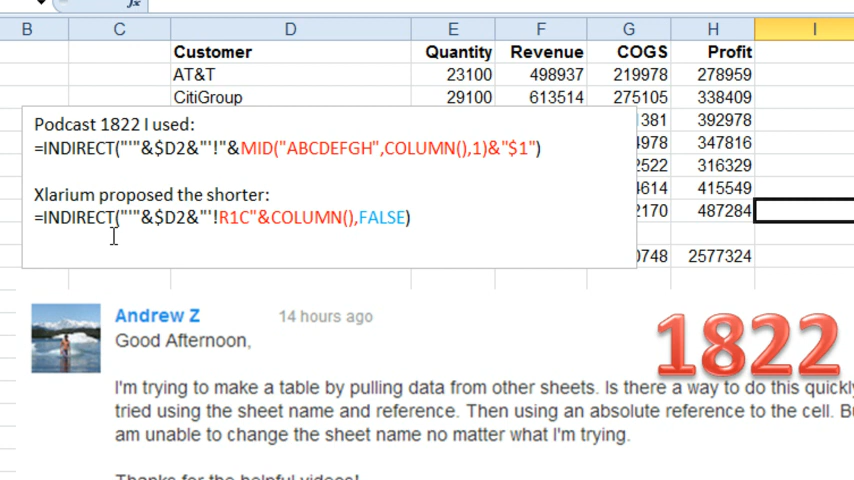 B C D E F G H I
Customer Quantity Revenue COGS Profit
AT&T 23100 498937 219978 278959
CitiGroup 29100 613514 275105 338409
1381 392978
4978 347816
2522 316329
4614 415549
2170 487284
0748 2577324
Podcast 1822 I used:
=INDIRECT("'"&$D2&"'!"&MID("ABCDEFGH",COLUMN(),1)&"$1")
Xlarium proposed the shorter:
=INDIRECT("'"&$D2&"'!R1C"&COLUMN(),FALSE)
Andrew Z 14 hours ago
1822
Good Afternoon,
I'm trying to make a table by pulling data from other sheets. Is there a way to do this quickly
tried using the sheet name and reference. Then using an absolute reference to the cell. Bu
am unable to change the sheet name no matter what I'm trying.
Thanks for the helpful videos!